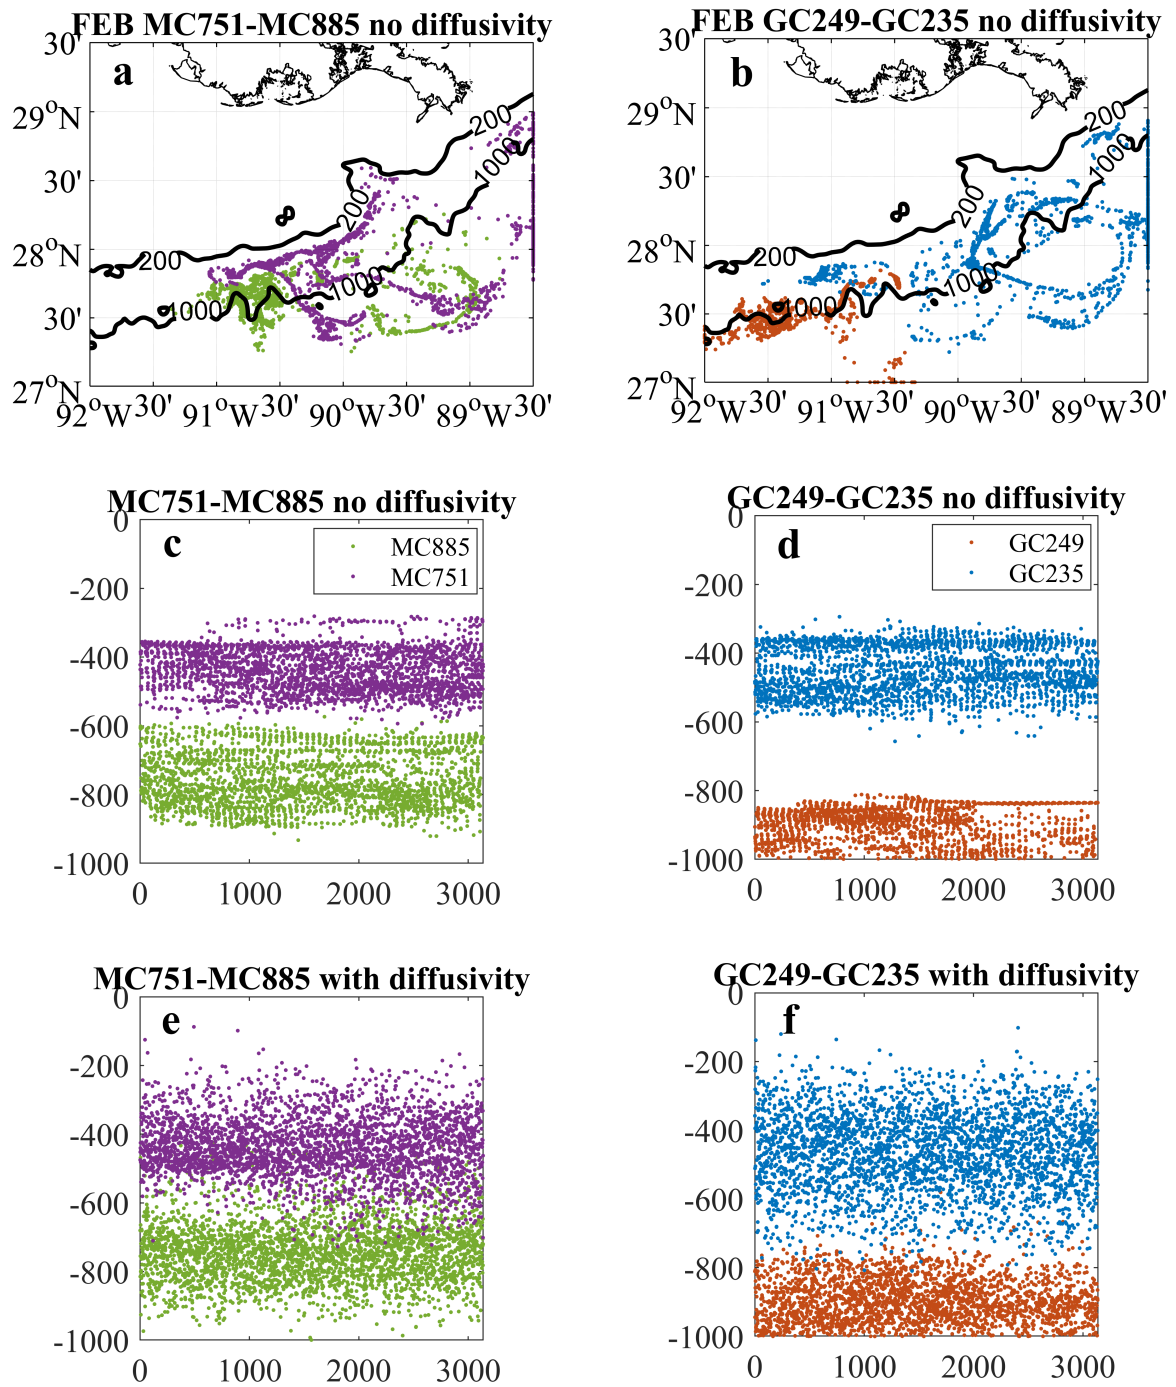 FEB MC751-MC885 no diffusivity
a
30'
29°N
30'
28°N
30'
27°N
92°W 30' 91°W 30' 90°W 30' 89°W 30'
200
1000
200
200
1000
1000
FEB GC249-GC235 no diffusivity
b
30'
29°N
30'
28°N
30'
27°N
92°W 30' 91°W 30' 90°W 30' 89°W 30'
200
1000
200
200
1000
1000
MC751-MC885 no diffusivity
c
MC885
MC751
0
-200
-400
-600
-800
-1000
0 1000 2000 3000
GC249-GC235 no diffusivity
d
GC249
GC235
0
-200
-400
-600
-800
-1000
0 1000 2000 3000
MC751-MC885 with diffusivity
e
0
-200
-400
-600
-800
-1000
0 1000 2000 3000
GC249-GC235 with diffusivity
f
0
-200
-400
-600
-800
-1000
0 1000 2000 3000